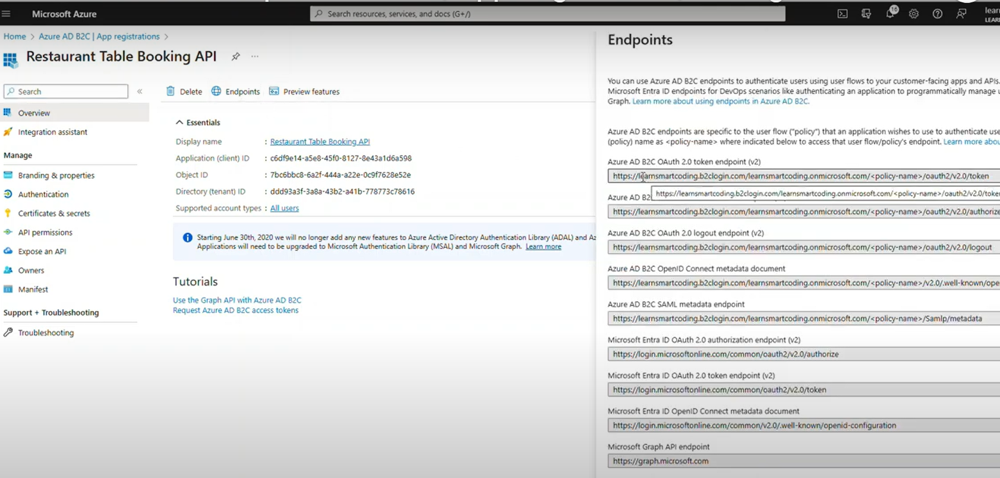 Microsoft Azure
Search resources, services, and docs (G+/)
16
lear
LEAR
Home > Azure AD B2C | App registrations >
Restaurant Table Booking API
...
Search
«
Delete
Endpoints
Preview features
Overview
Integration assistant
Manage
Branding & properties
Authentication
Certificates & secrets
API permissions
Expose an API
Owners
Manifest
Support + Troubleshooting
Troubleshooting
Essentials
Display name : Restaurant Table Booking API
Application (client) ID : c6df9e14-a5e8-45f0-8127-8e43a1d6a598
Object ID : 7bc6bbc8-6a2f-444a-a22e-0c9f7628e52e
Directory (tenant) ID : ddd93a3f-3a8a-43b2-a41b-778773c78616
Supported account types : All users
Starting June 30th, 2020 we will no longer add any new features to Azure Active Directory Authentication Library (ADAL) and Az
Applications will need to be upgraded to Microsoft Authentication Library (MSAL) and Microsoft Graph. Learn more
Tutorials
Use the Graph API with Azure AD B2C
Request Azure AD B2C access tokens
Endpoints
You can use Azure AD B2C endpoints to authenticate users using user flows to your customer-facing apps and APIs.
Microsoft Entra ID endpoints for DevOps scenarios like authenticating an application to programmatically manage u
Graph. Learn more about using endpoints in Azure AD B2C.
Azure AD B2C endpoints are specific to the user flow ("policy") that an application wishes to use to authenticate use
(policy) name as <policy-name> where indicated below to access that user flow/policy's endpoint. Learn more abou
Azure AD B2C OAuth 2.0 token endpoint (v2)
https://learnsmartcoding.b2clogin.com/learnsmartcoding.onmicrosoft.com/<policy-name>/oauth2/v2.0/token
https://learnsmartcoding.b2clogin.com/learnsmartcoding.onmicrosoft.com/<policy-name>/oauth2/v2.0/toke
Azure AD B2
https://learnsmartcoding.b2clogin.com/learnsmartcoding.onmicrosoft.com/<policy-name>/oauth2/v2.0/authorize
Azure AD B2C OAuth 2.0 logout endpoint (v2)
https://learnsmartcoding.b2clogin.com/learnsmartcoding.onmicrosoft.com/<policy-name>/oauth2/v2.0/logout
Azure AD B2C OpenID Connect metadata document
https://learnsmartcoding.b2clogin.com/learnsmartcoding.onmicrosoft.com/<policy-name>/v2.0/.well-known/ope
Azure AD B2C SAML metadata endpoint
https://learnsmartcoding.b2clogin.com/learnsmartcoding.onmicrosoft.com/<policy-name>/Samlp/metadata
Microsoft Entra ID OAuth 2.0 authorization endpoint (v2)
https://login.microsoftonline.com/common/oauth2/v2.0/authorize
Microsoft Entra ID OAuth 2.0 token endpoint (v2)
https://login.microsoftonline.com/common/oauth2/v2.0/token
Microsoft Entra ID OpenID Connect metadata document
https://login.microsoftonline.com/common/v2.0/.well-known/openid-configuration
Microsoft Graph API endpoint
https://graph.microsoft.com